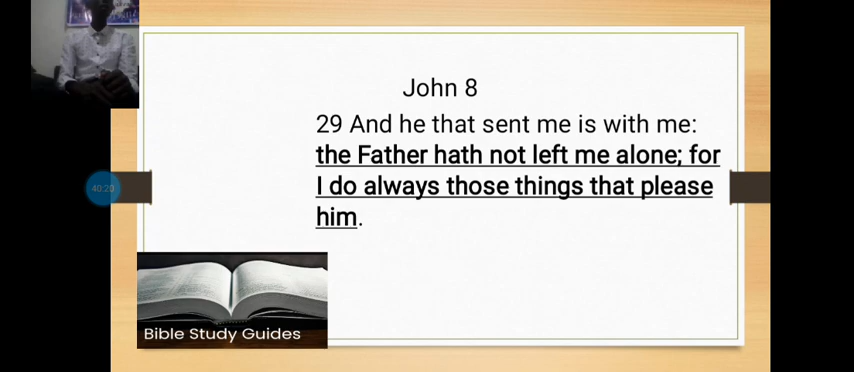 John 8
29 And he that sent me is with me:
the Father hath not left me alone; for
I do always those things that please
him.
40:20
Bible Study Guides